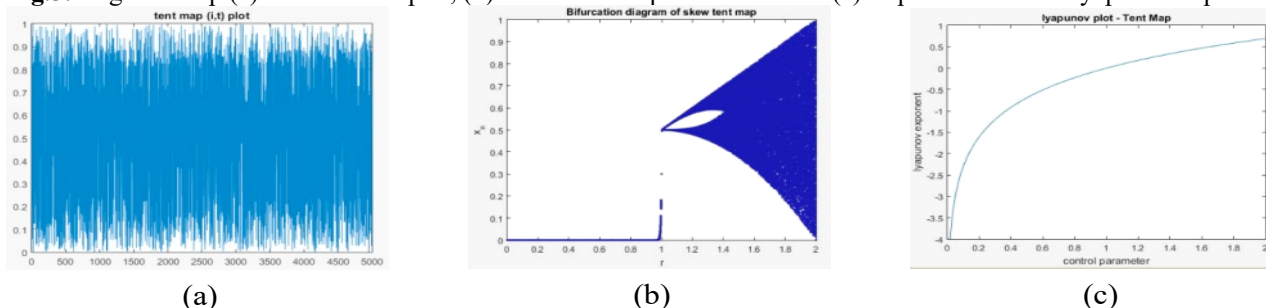 tent map (i,t) plot
1
0.9
0.8
0.7
0.6
0.5
0.4
0.3
0.2
0.1
0
0 500 1000 1500 2000 2500 3000 3500 4000 4500 5000
(a)
Bifurcation diagram of skew tent map
1
0.9
0.8
0.7
0.6
0.5
0.4
0.3
0.2
0.1
0
0 0.2 0.4 0.6 0.8 1 1.2 1.4 1.6 1.8 2
r
(b)
lyapunov plot - Tent Map
lyapunov exponent
1
0.5
0
-0.5
-1
-1.5
-2
-2.5
-3
-3.5
-4
0 0.2 0.4 0.6 0.8 1 1.2 1.4 1.6 1.8 2
control parameter
(c)